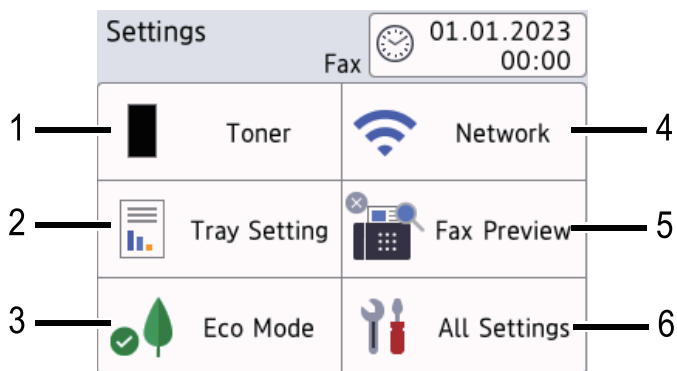 Settings
Fax
01.01.2023
00:00
1
Toner
Network
4
2
Tray Setting
Fax Preview
5
3
Eco Mode
All Settings
6